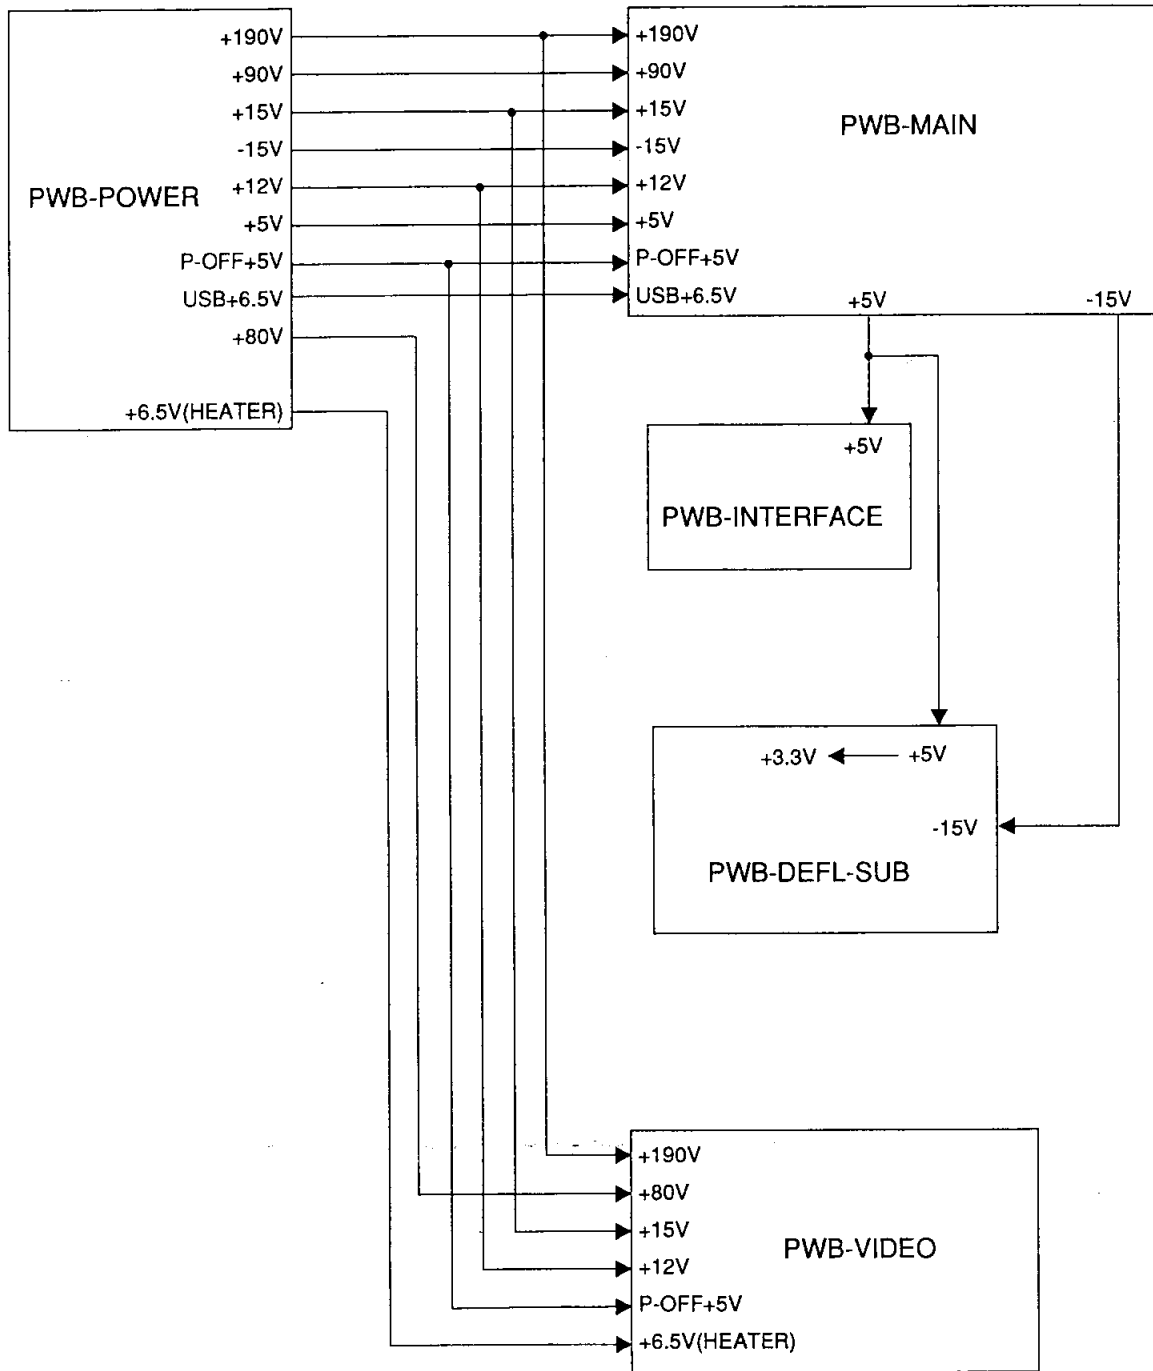 PWB-POWER
+190V
+90V
+15V
-15V
+12V
+5V
P-OFF+5V
USB+6.5V
+80V
+6.5V(HEATER)
PWB-MAIN
+190V
+90V
+15V
-15V
+12V
+5V
P-OFF+5V
USB+6.5V
+5V
-15V
+5V
PWB-INTERFACE
+3.3V
+5V
-15V
PWB-DEFL-SUB
+190V
+80V
+15V
+12V
P-OFF+5V
+6.5V(HEATER)
PWB-VIDEO